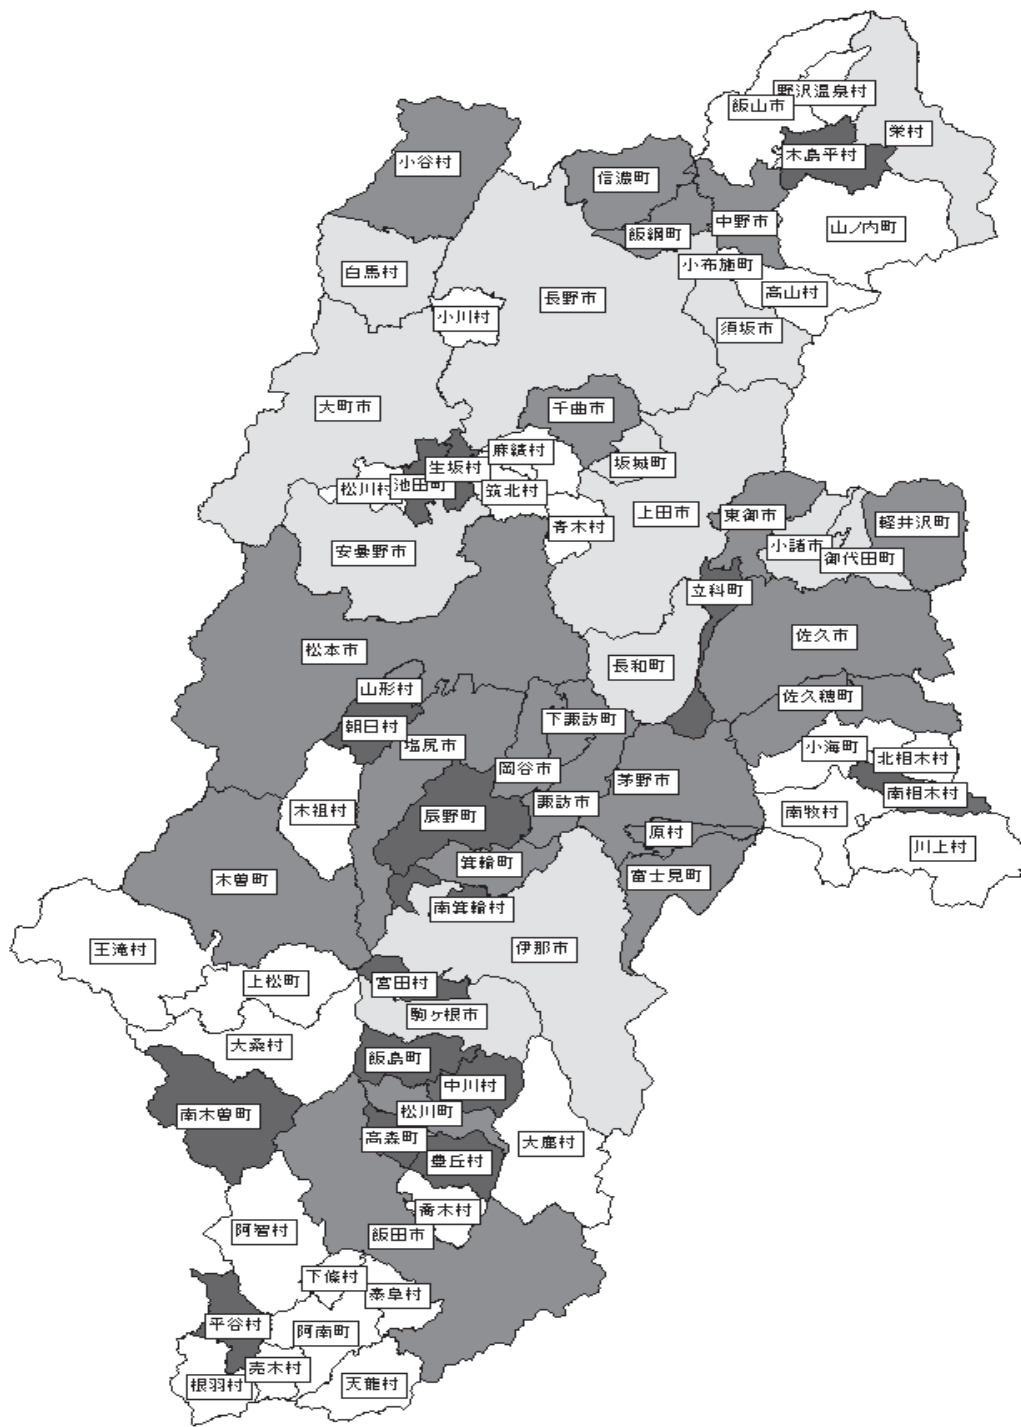 野沢温泉村
飯山市
栄村
木島平村
小谷村
信濃町
中野市
山ノ内町
飯綱町
小布施町
白馬村
高山村
長野市
小川村
須坂市
大町市
千曲市
麻績村
生坂村
坂城町
松川村
池田町
筑北村
上田市
東御市
軽井沢町
青木村
小諸市
安曇野市
御代田町
立科町
佐久市
松本市
長和町
山形村
佐久穂町
朝日村
下諏訪町
塩尻市
小海町
北相木村
岡谷市
茅野市
南相木村
木祖村
諏訪市
南牧村
辰野町
原村
川上村
箕輪町
富士見町
木曽町
南箕輪村
王滝村
伊那市
上松町
宮田村
駒ヶ根市
大桑村
飯島町
中川村
南木曽町
松川町
高森町
大鹿村
豊丘村
喬木村
阿智村
飯田市
下條村
泰阜村
平谷村
阿南町
売木村
根羽村
天龍村